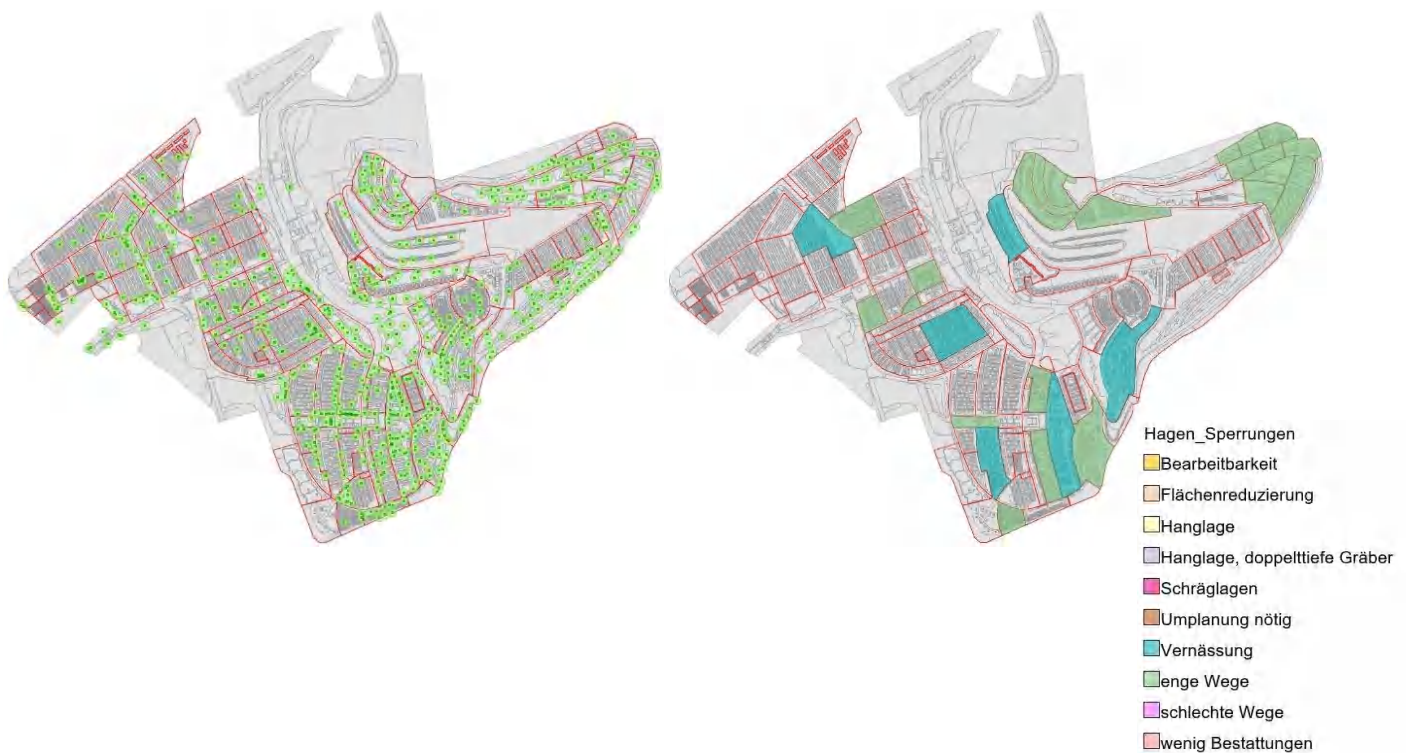 Hagen_Sperrungen
Bearbeitbarkeit
Flächenreduzierung
Hanglage
Hanglage, doppelttiefe Gräber
Schräglagen
Umplanung nötig
Vernässung
enge Wege
schlechte Wege
wenig Bestattungen